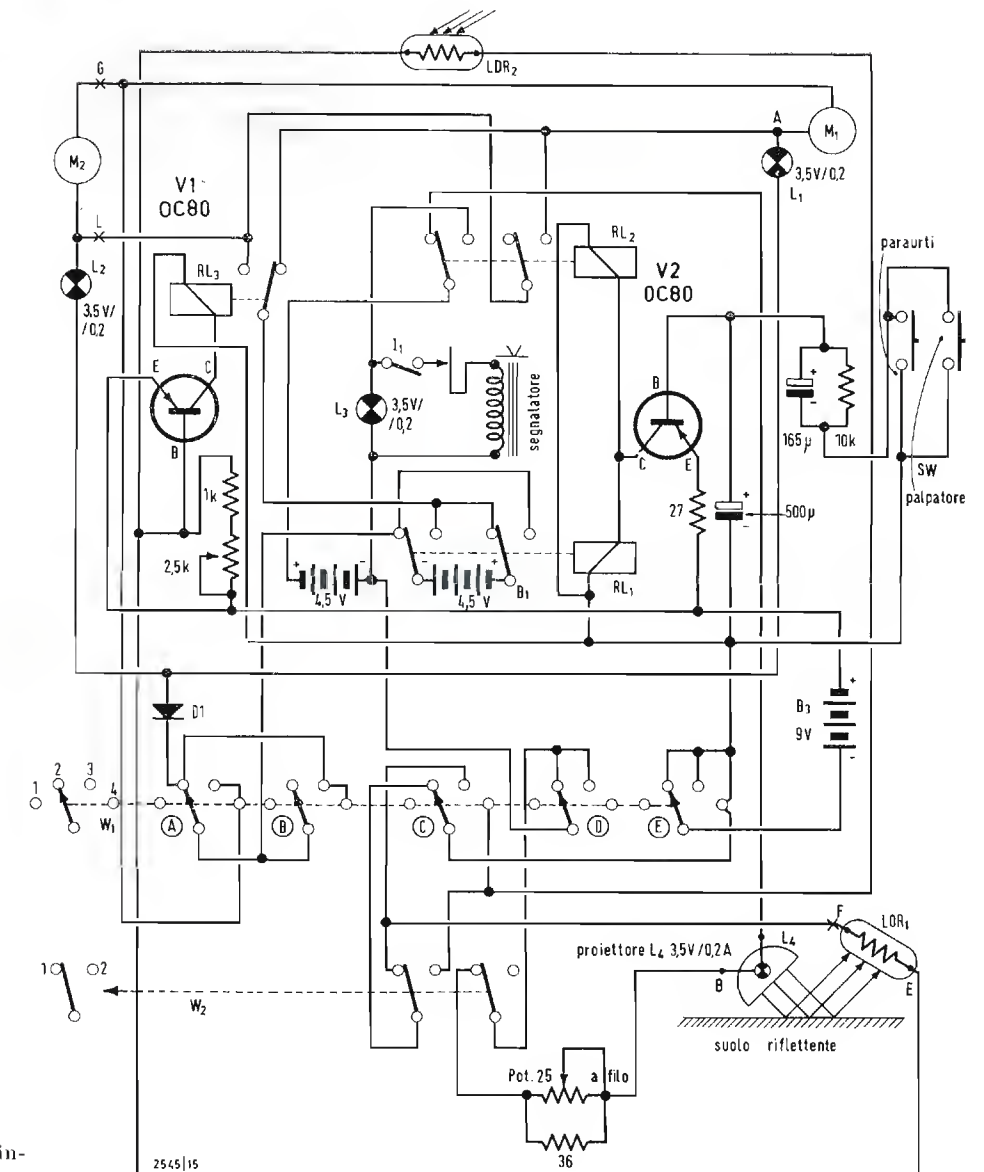 LDR₂
G
A
M₁
M₂
3,5V/0,2
L₁
V1
OC80
L
RL₃
RL₂
V2
OC80
paraurti
L₂
3,5V/
/0,2
E
C
B
I₁
L₃
3,5V/
/0,2
segnalatore
B
C
E
+
-
165µ
10k
SW
palpatore
1k
2,5k
27
+
-
500µ
+
-
4,5 V
-
+
4,5 V
B₁
RL₁
D1
+
B₃
9V
-
1
2
3
4
W₁
A
B
C
D
E
F
LDR₁
L₄
proiettore L₄ 3,5V/0,2A
B
E
1
2
W₂
suolo riflettente
Pot. 25
a filo
36
in-
2545|15